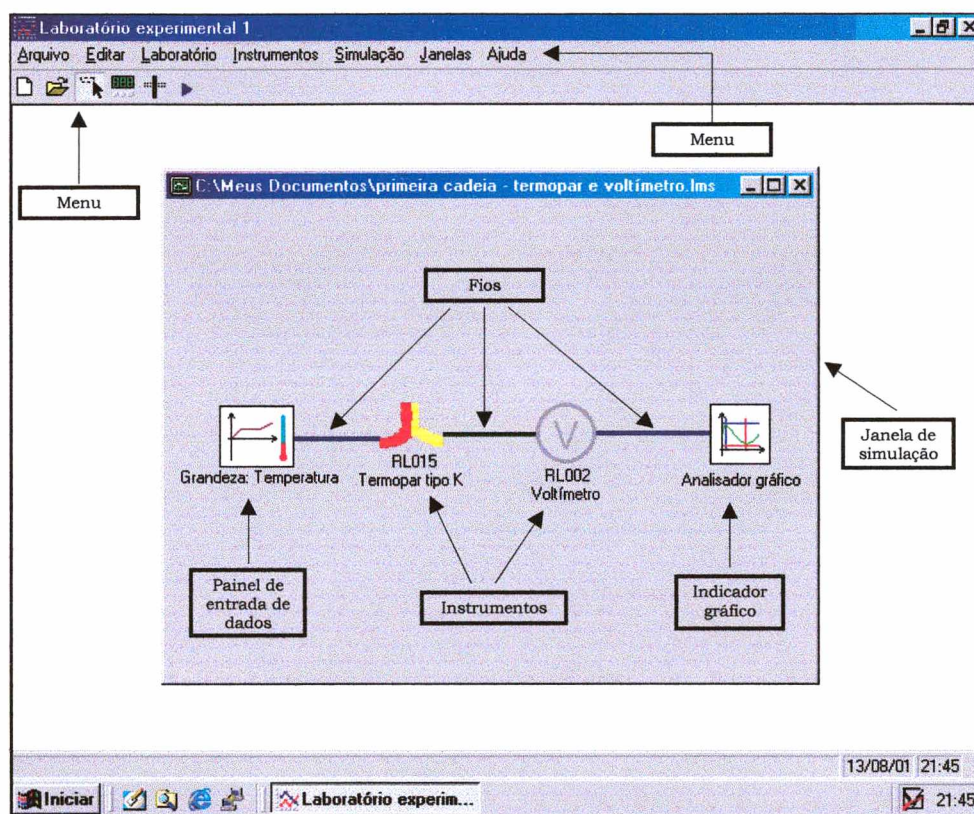 Laboratório experimental 1
Arquivo Editar Laboratório Instrumentos Simulação Janelas Ajuda
Menu
Menu
C:\Meus Documentos\primeira cadeia - termopar e voltímetro.lms
Fios
V
Grandeza: Temperatura
RL015
Termopar tipo K
RL002
Voltímetro
Analisador gráfico
Janela de
simulação
Painel de
entrada de
dados
Instrumentos
Indicador
gráfico
13/08/01 21:45
Iniciar
Laboratório experim...
21:45